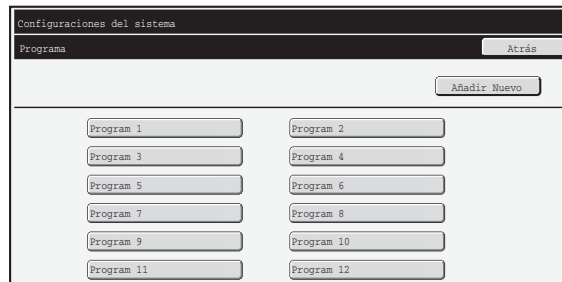 Configuraciones del sistema
Programa
Atrás
Añadir Nuevo
Program 1
Program 2
Program 3
Program 4
Program 5
Program 6
Program 7
Program 8
Program 9
Program 10
Program 11
Program 12